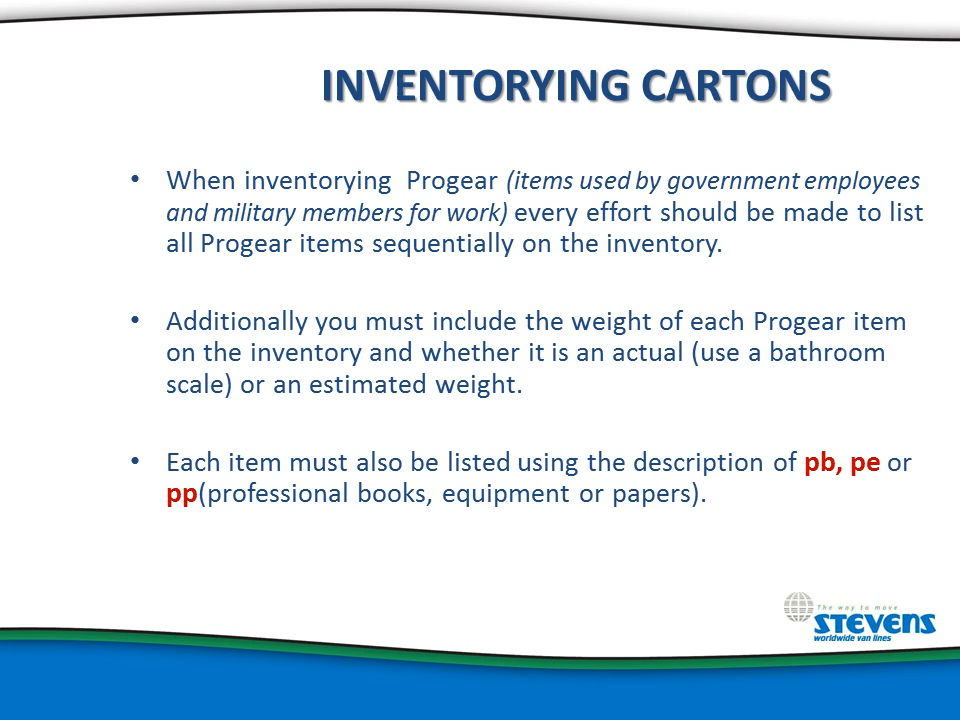 INVENTORYING CARTONS
• When inventorying  Progear (items used by government employees
and military members for work) every effort should be made to list
all Progear items sequentially on the inventory.
• Additionally you must include the weight of each Progear item
on the inventory and whether it is an actual (use a bathroom
scale) or an estimated weight.
• Each item must also be listed using the description of pb, pe or
pp(professional books, equipment or papers).
The way to move
STEVENS
worldwide van lines